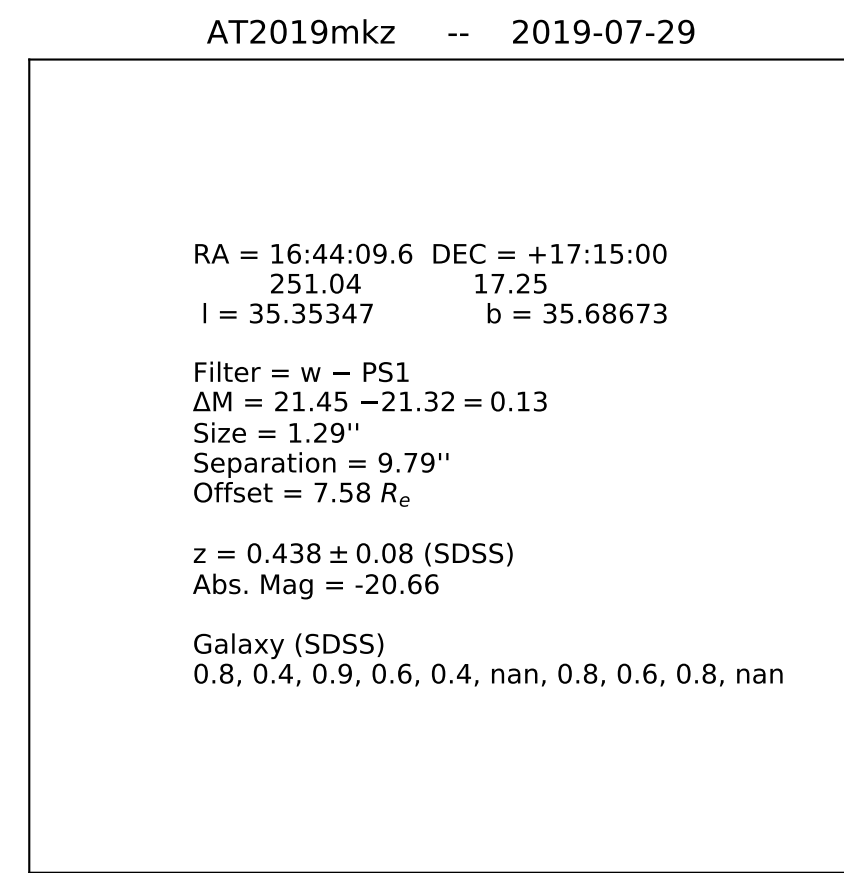 AT2019mkz -- 2019-07-29
RA = 16:44:09.6 DEC = +17:15:00
251.04 17.25
l = 35.35347 b = 35.68673
Filter = w − PS1
ΔM = 21.45 −21.32 = 0.13
Size = 1.29''
Separation = 9.79''
Offset = 7.58 Re
z = 0.438 ± 0.08 (SDSS)
Abs. Mag = -20.66
Galaxy (SDSS)
0.8, 0.4, 0.9, 0.6, 0.4, nan, 0.8, 0.6, 0.8, nan